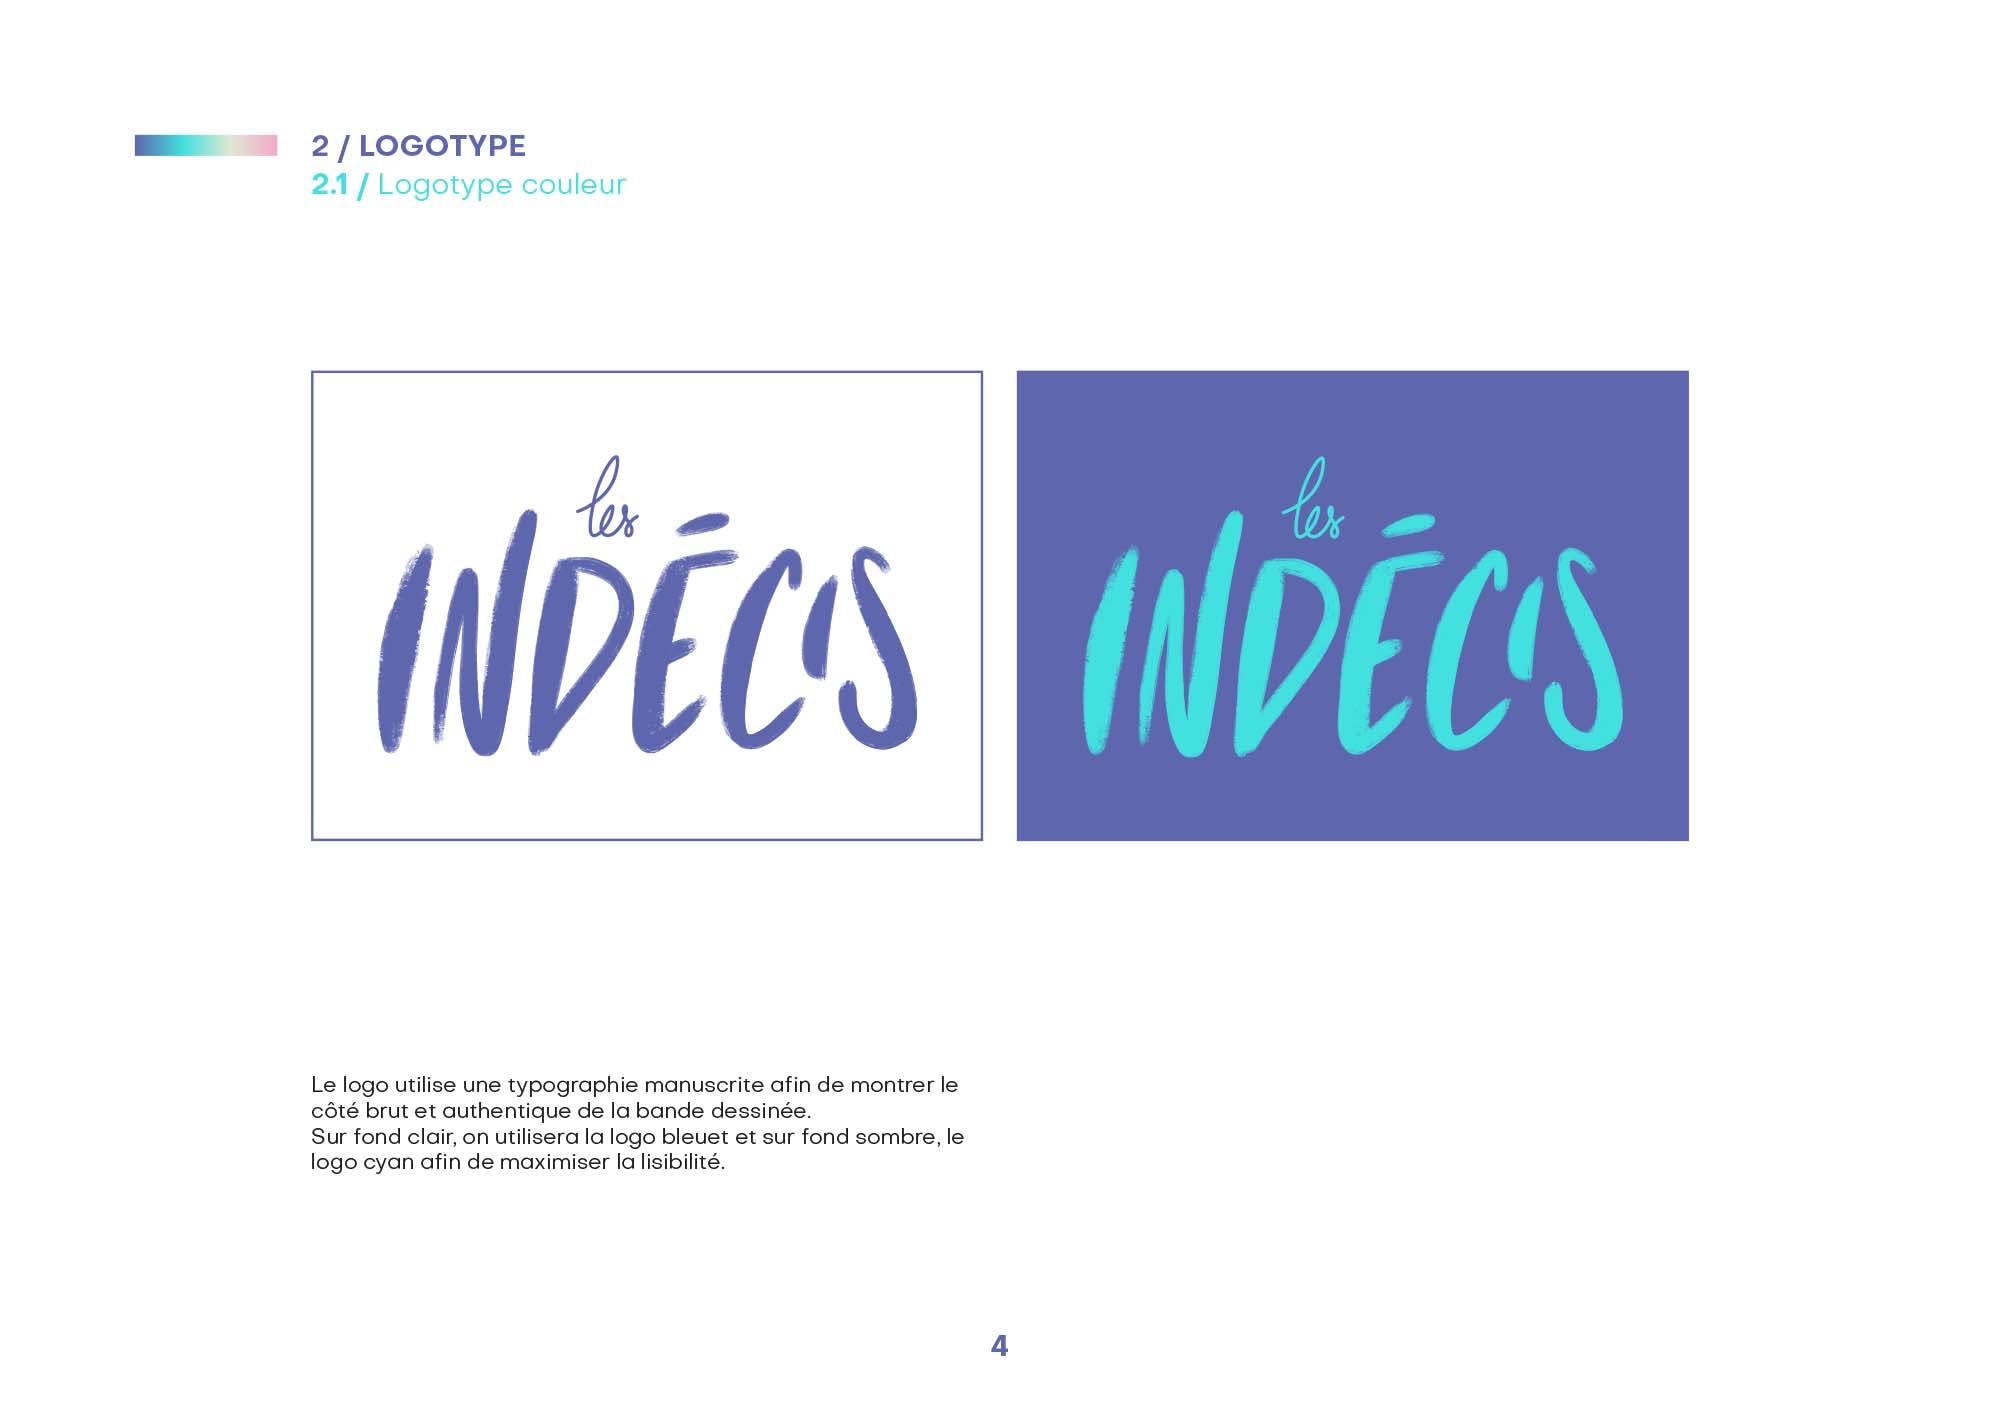 2 / LOGOTYPE
2.1 / Logotype couleur
les
INDÉCIS
les
INDÉCIS
Le logo utilise une typographie manuscrite afin de montrer le
côté brut et authentique de la bande dessinée.
Sur fond clair, on utilisera la logo bleuet et sur fond sombre, le
logo cyan afin de maximiser la lisibilité.
4